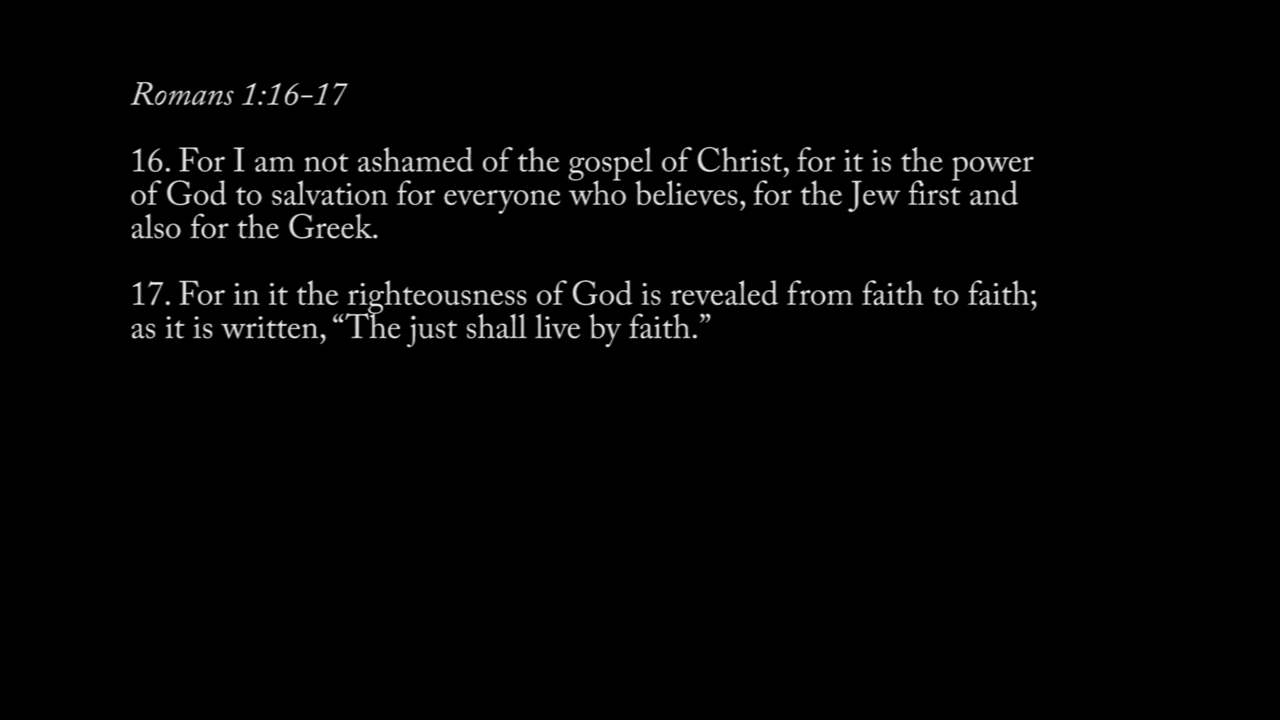 Romans 1:16-17
16. For I am not ashamed of the gospel of Christ, for it is the power
of God to salvation for everyone who believes, for the Jew first and
also for the Greek.
17. For in it the righteousness of God is revealed from faith to faith;
as it is written, “The just shall live by faith.”